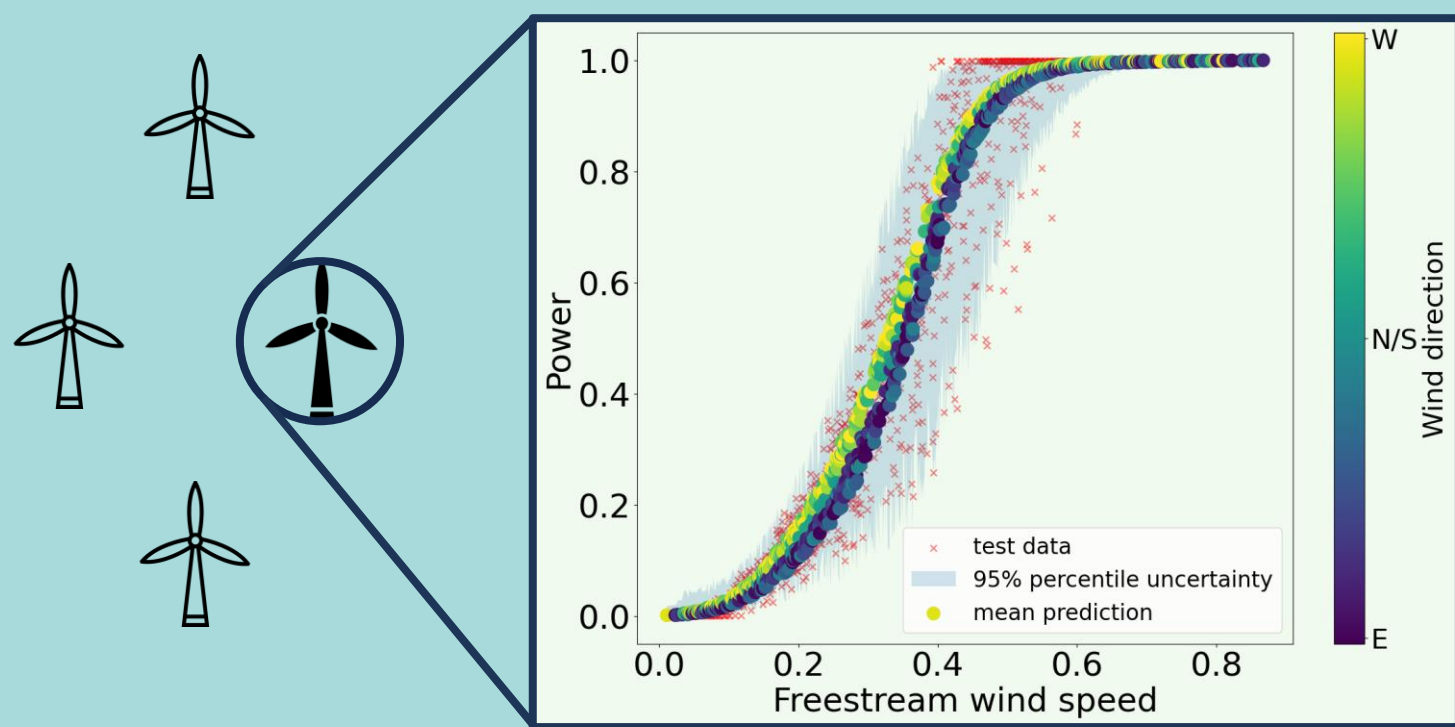 1.0
0.8
0.6
0.4
0.2
0.0
Power
0.0 0.2 0.4 0.6 0.8
Freestream wind speed
test data
95% percentile uncertainty
mean prediction
W
N/S
E
Wind direction